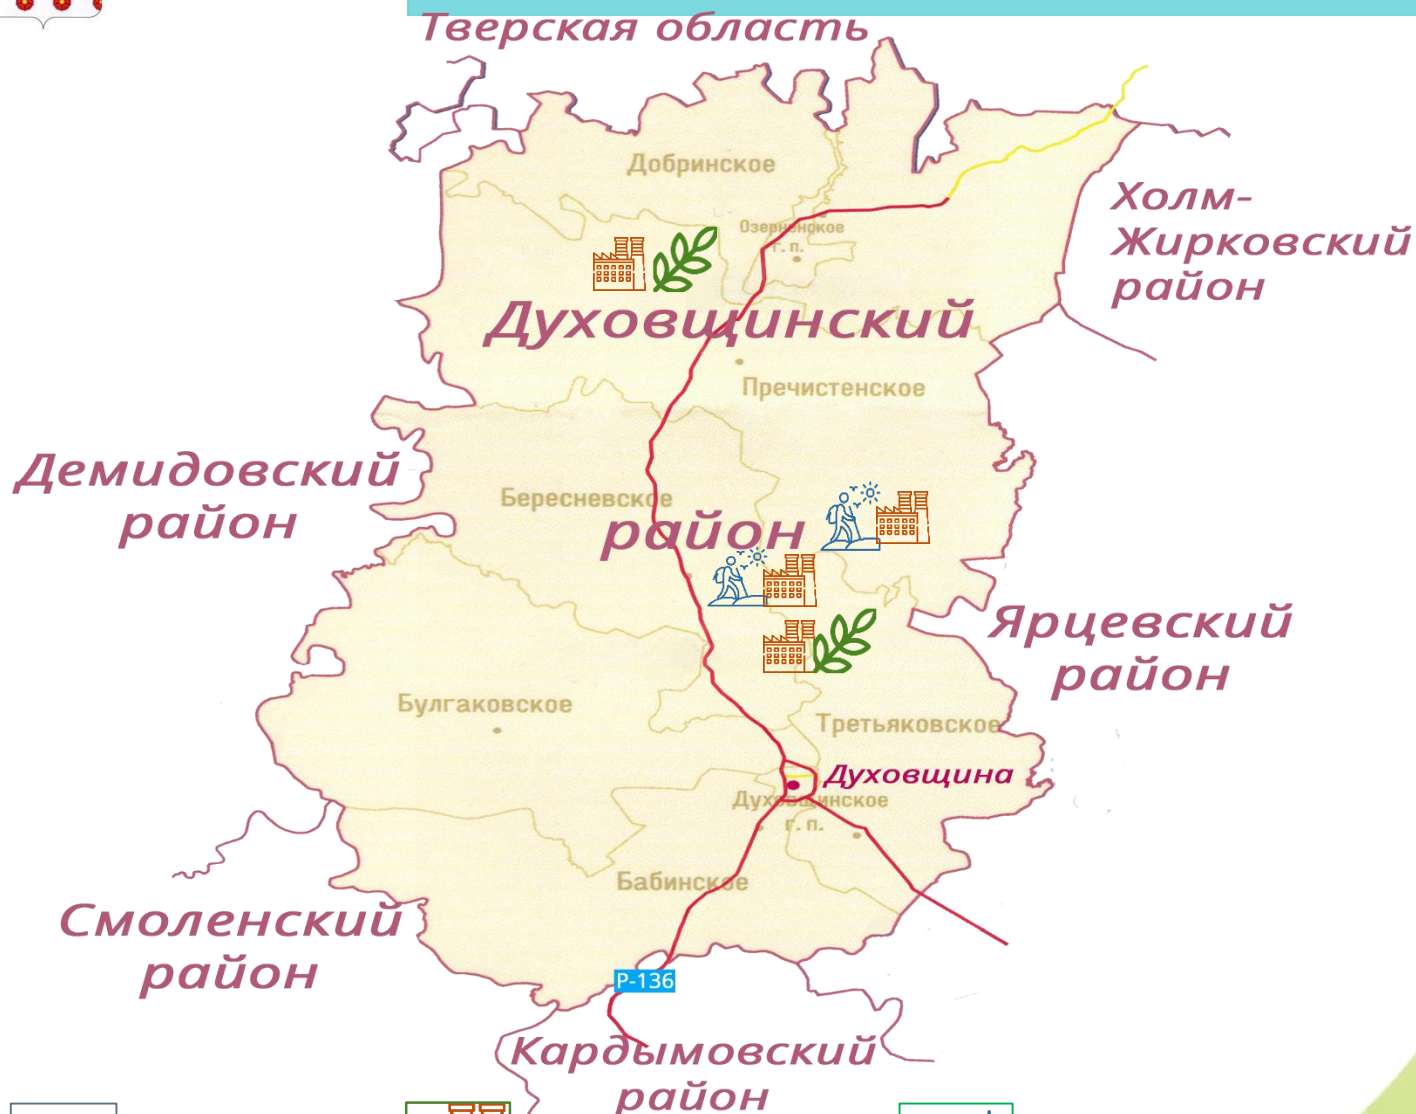 Тверская область
Добринское
Холм-
Жирковский
район
Озерненское
г. п.
Духовщинский
район
Пречистенское
Демидовский
район
Бересневское
Ярцевский
район
Булгаковское
Третьяковское
Духовщина
Духовщинское
г. п.
Бабинское
Смоленский
район
Р-136
Кардымовский
район